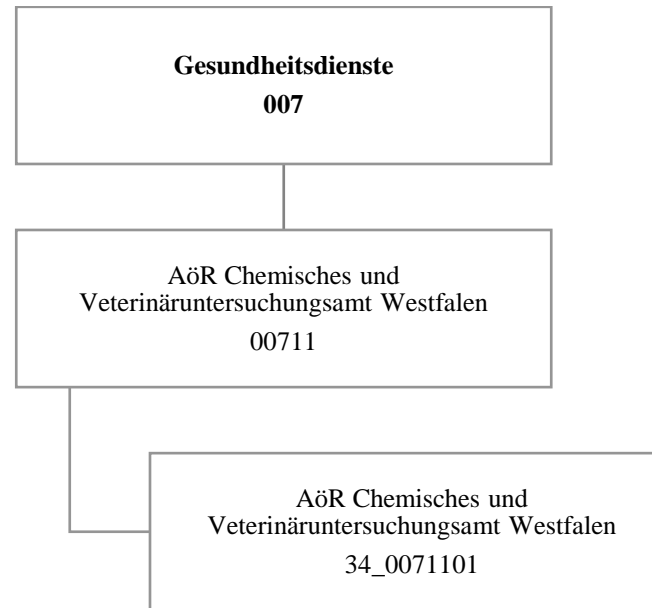 Gesundheitsdienste
007
AöR Chemisches und
Veterinäruntersuchungsamt Westfalen
00711
AöR Chemisches und
Veterinäruntersuchungsamt Westfalen
34_0071101